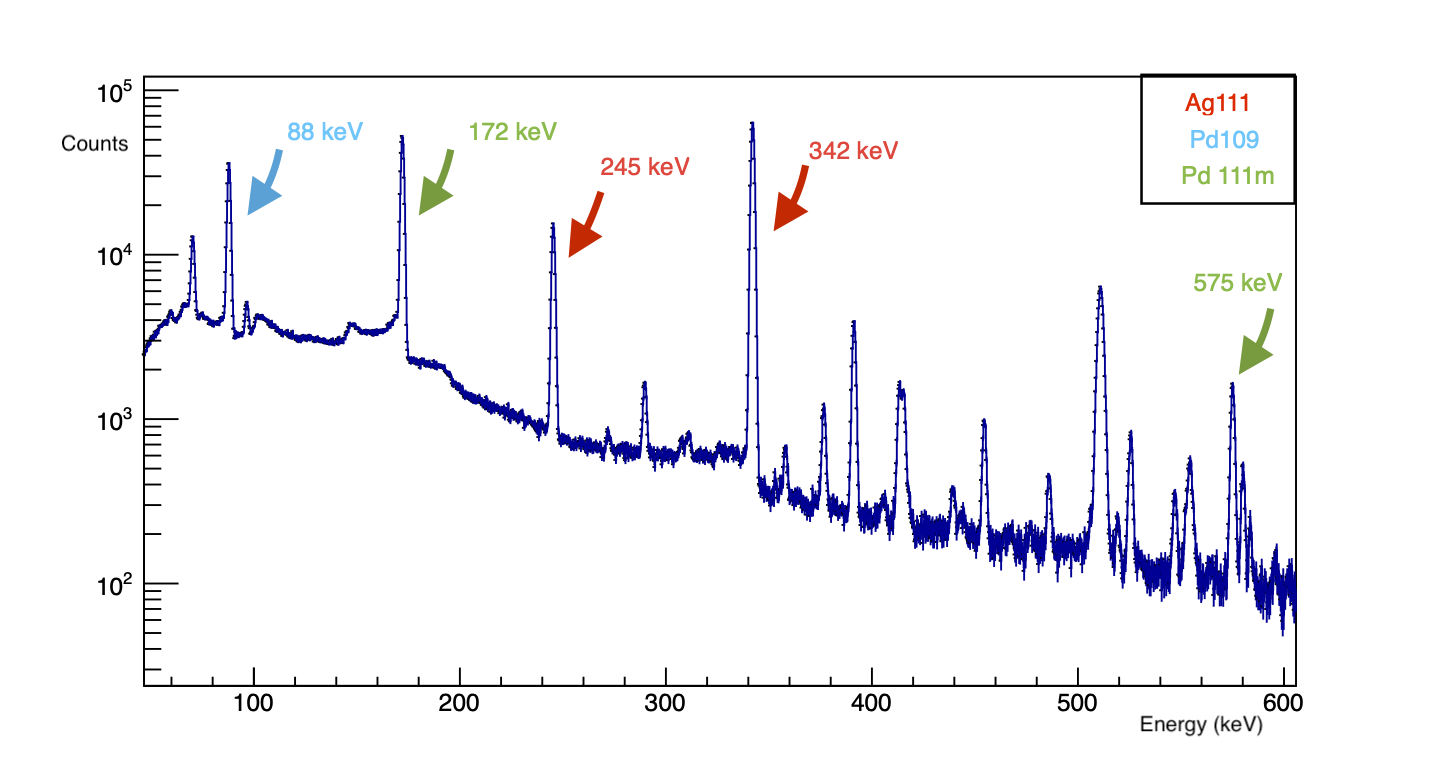 10^5
Counts
88 keV
172 keV
245 keV
342 keV
Ag111
Pd109
Pd 111m
575 keV
10^4
10^3
10^2
100 200 300 400 500 600
Energy (keV)